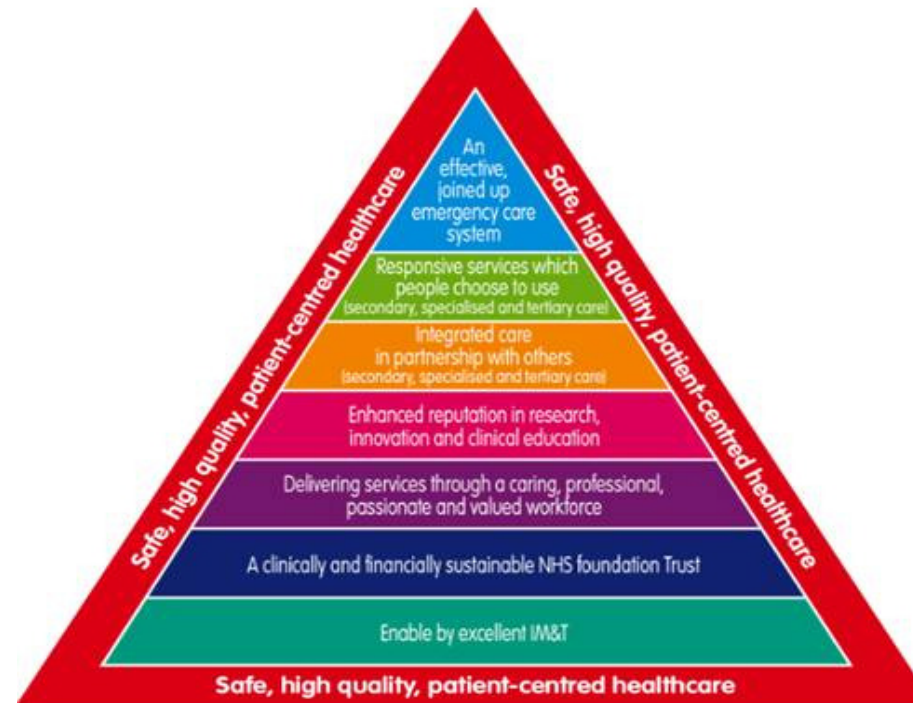 An
effective,
joined up
emergency care
system
Responsive services which
people choose to use
(secondary, specialised and tertiary care)
Integrated care
in partnership with others
(secondary, specialised and tertiary care)
Enhanced reputation in research,
innovation and clinical education
Delivering services through a caring, professional,
passionate and valued workforce
A clinically and financially sustainable NHS foundation Trust
Enable by excellent IM&T
Safe, high quality, patient-centred healthcare
Safe, high quality, patient-centred healthcare
Safe, high quality, patient-centred healthcare